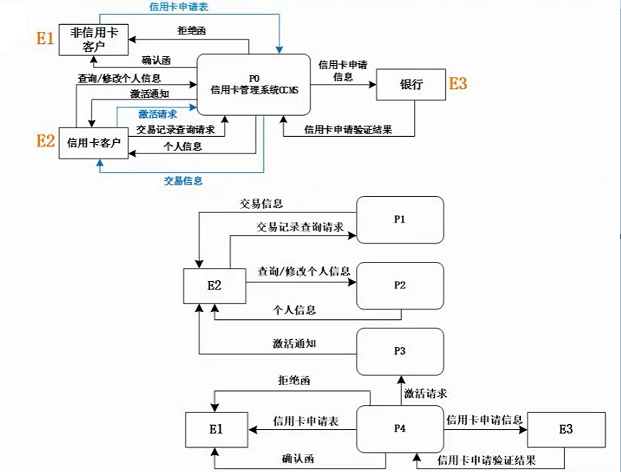 信用卡申请表
E1
非信用卡
客户
拒绝函
确认函
查询/修改个人信息
激活通知
激活请求
P0
信用卡管理系统CCMS
信用卡申请
信息
银行
E3
E2
信用卡客户
交易记录查询请求
信用卡申请验证结果
个人信息
交易信息
交易信息
P1
交易记录查询请求
E2
查询/修改个人信息
P2
个人信息
激活通知
P3
拒绝函
激活请求
E1
信用卡申请表
P4
信用卡申请信息
E3
确认函
信用卡申请验证结果